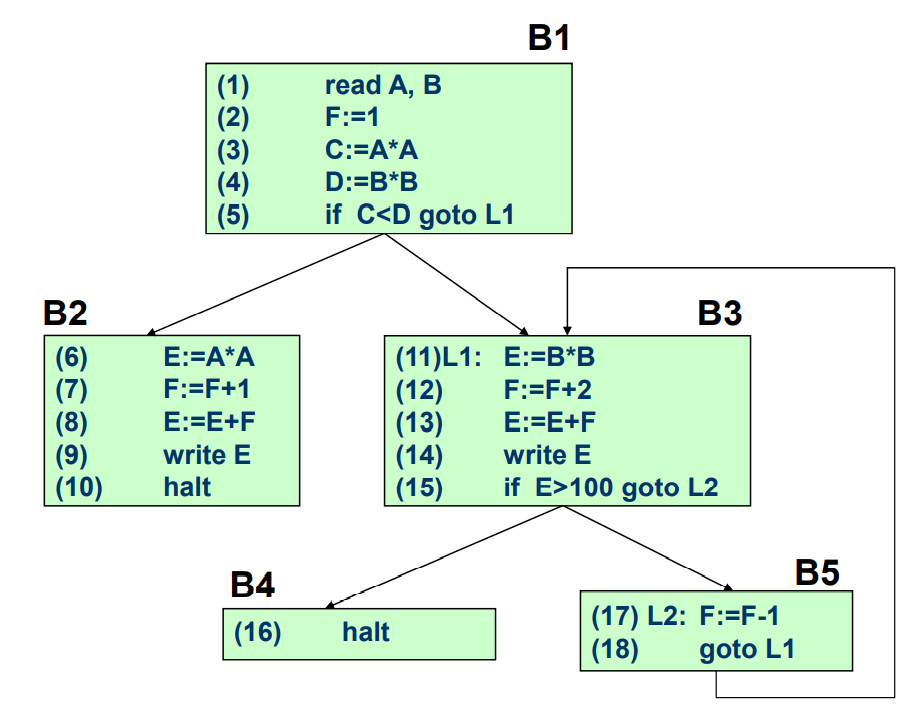 B1
(1) read A, B
(2) F:=1
(3) C:=A*A
(4) D:=B*B
(5) if C<D goto L1
B2
(6) E:=A*A
(7) F:=F+1
(8) E:=E+F
(9) write E
(10) halt
B3
(11)L1: E:=B*B
(12) F:=F+2
(13) E:=E+F
(14) write E
(15) if E>100 goto L2
B4
(16) halt
B5
(17) L2: F:=F-1
(18) goto L1